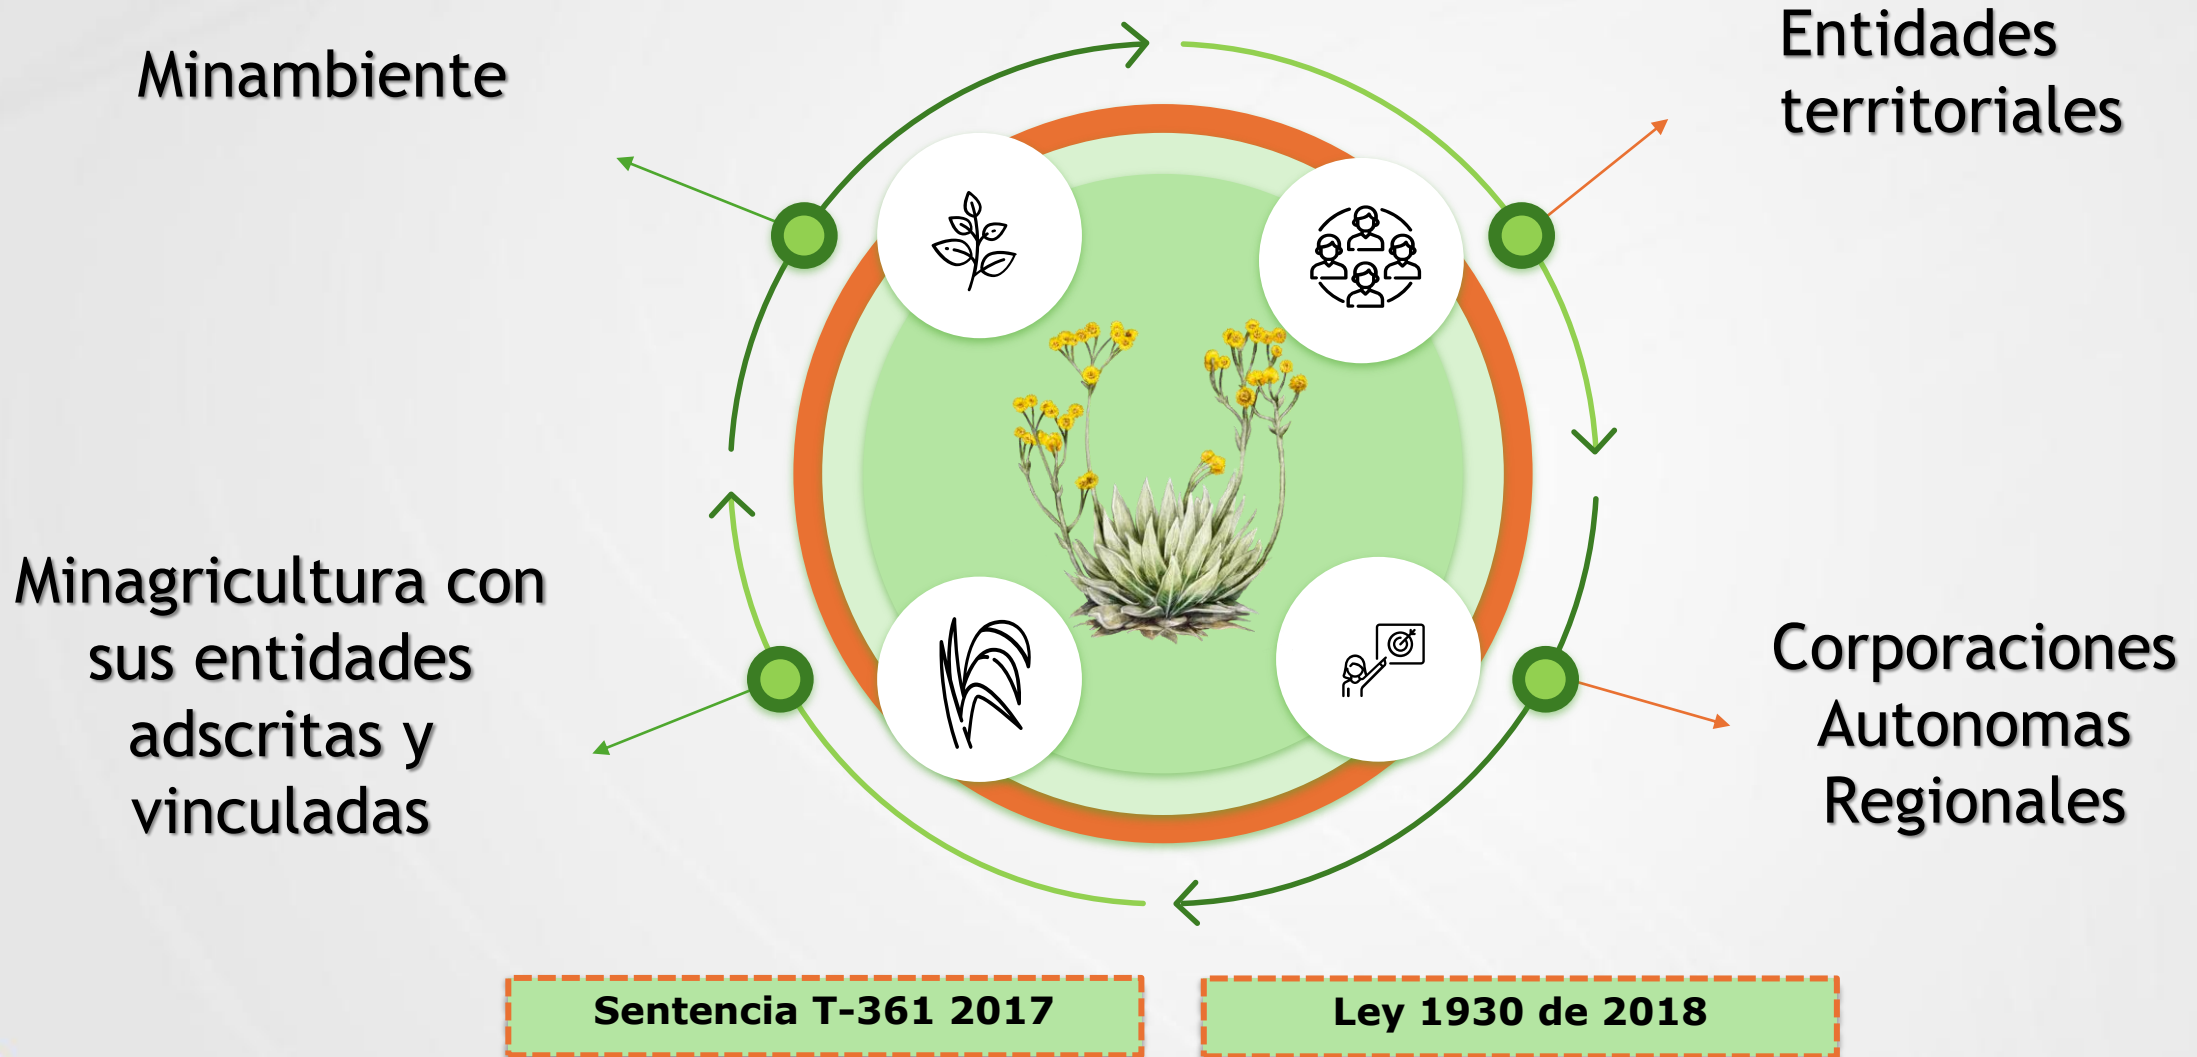 Minambiente
Entidades
territoriales
Minagricultura con
sus entidades
adscritas y
vinculadas
Corporaciones
Autonomas
Regionales
Sentencia T-361 2017
Ley 1930 de 2018